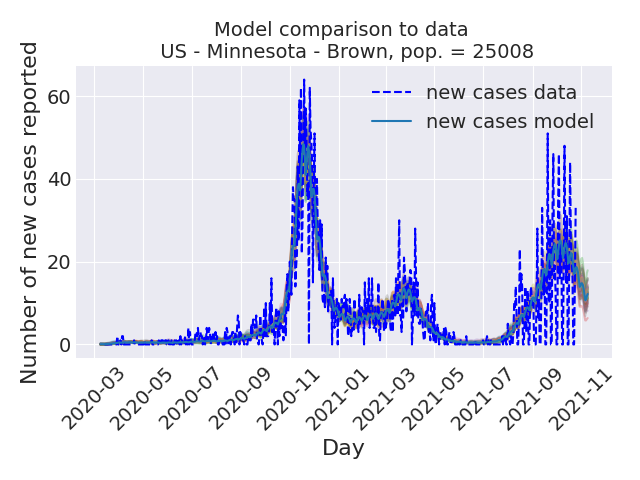 Model comparison to data
US - Minnesota - Brown, pop. = 25008
Number of new cases reported
60
40
20
0
new cases data
new cases model
2020-03
2020-05
2020-07
2020-09
2020-11
2021-01
2021-03
2021-05
2021-07
2021-09
2021-11
Day